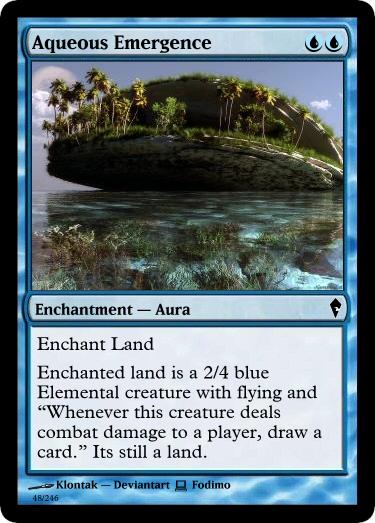 Aqueous Emergence
Enchantment — Aura
Enchant Land
Enchanted land is a 2/4 blue
Elemental creature with flying and
“Whenever this creature deals
combat damage to a player, draw a
card.” Its still a land.
Klontak — Deviantart Fodimo
48/246